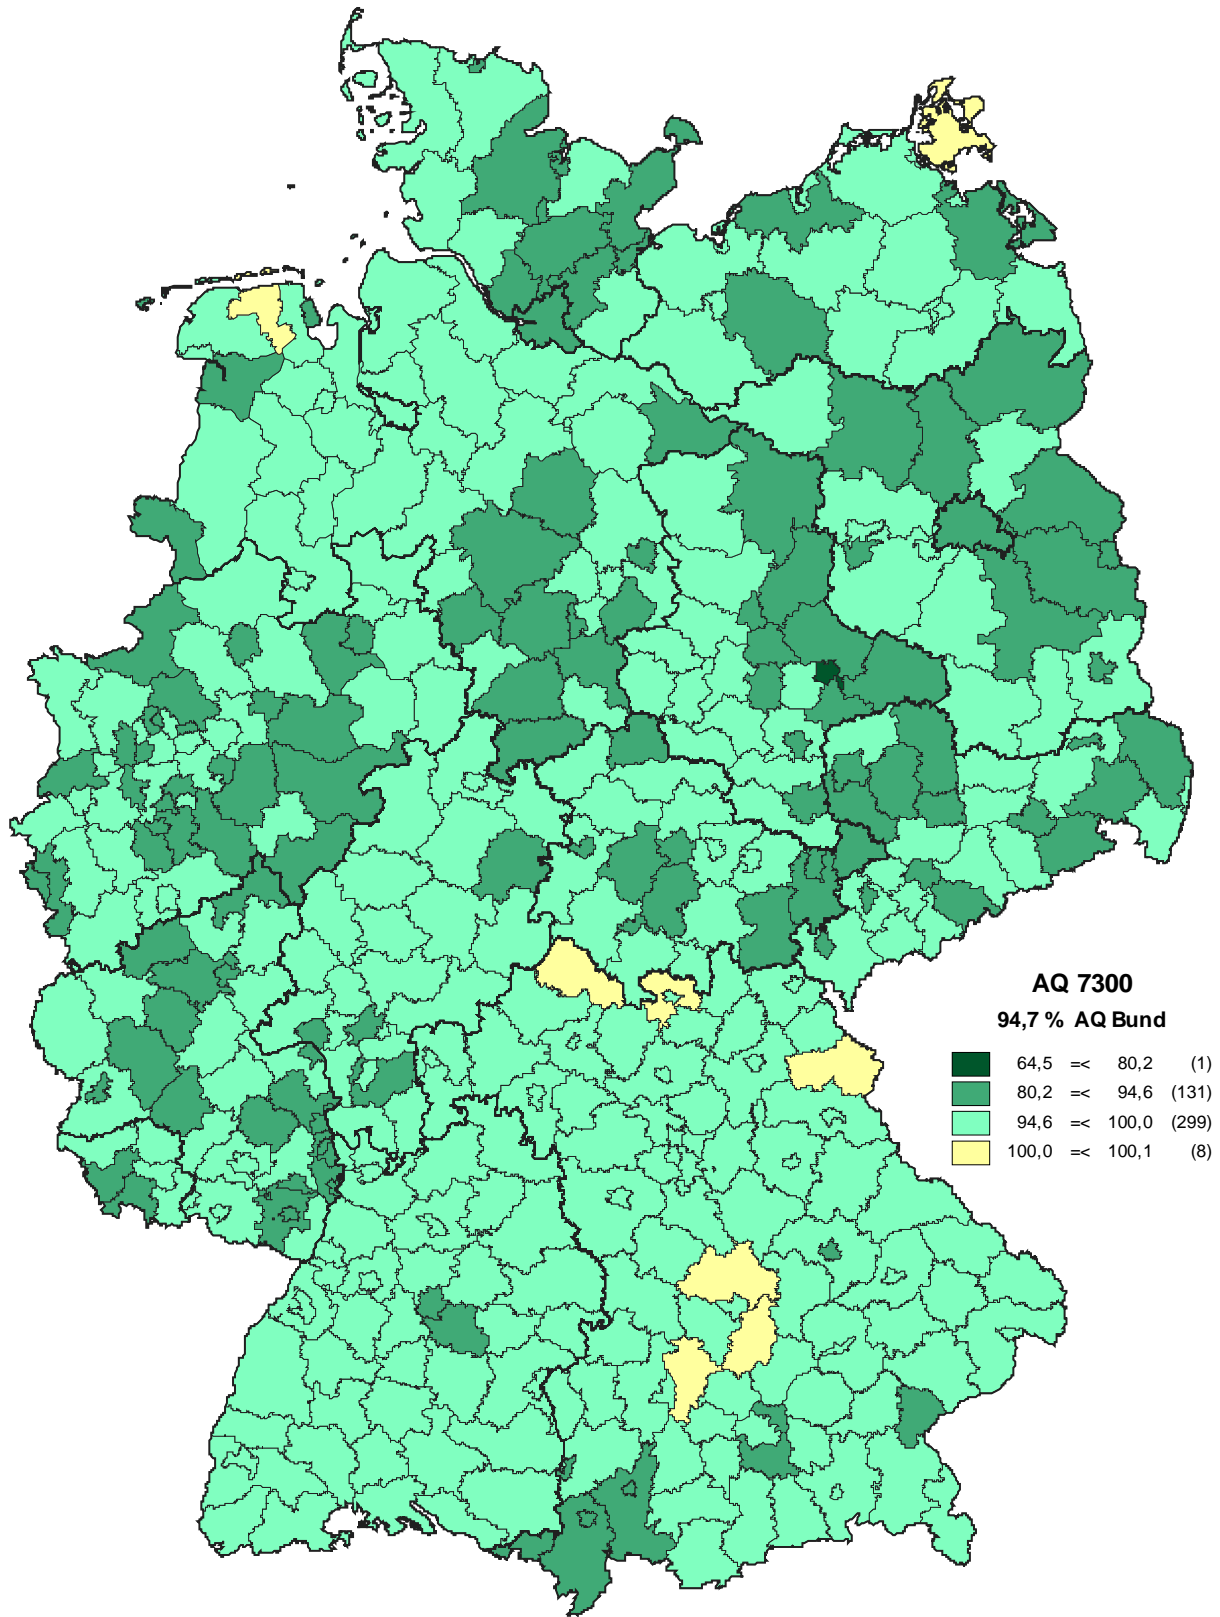 AQ 7300
94,7 % AQ Bund
64,5 =< 80,2 (1)
80,2 =< 94,6 (131)
94,6 =< 100,0 (299)
100,0 =< 100,1 (8)